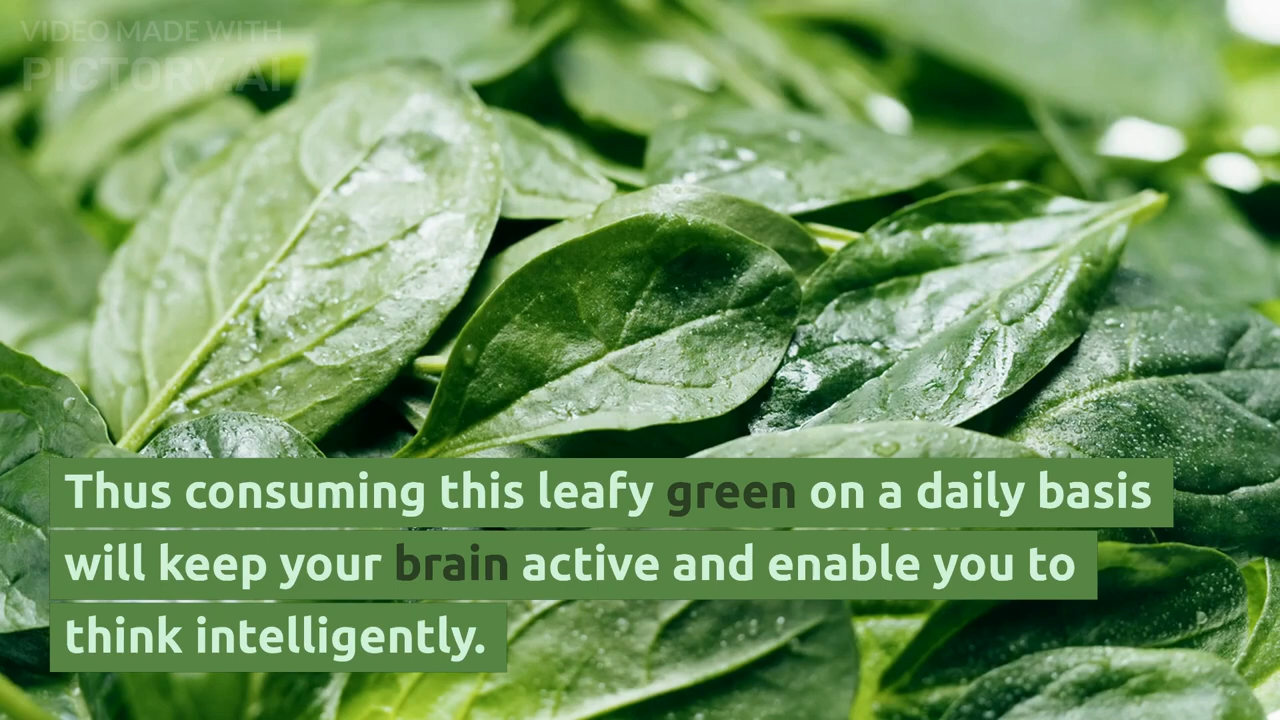 VIDEO MADE WITH
PICTORY.AI
Thus consuming this leafy green on a daily basis
will keep your brain active and enable you to
think intelligently.